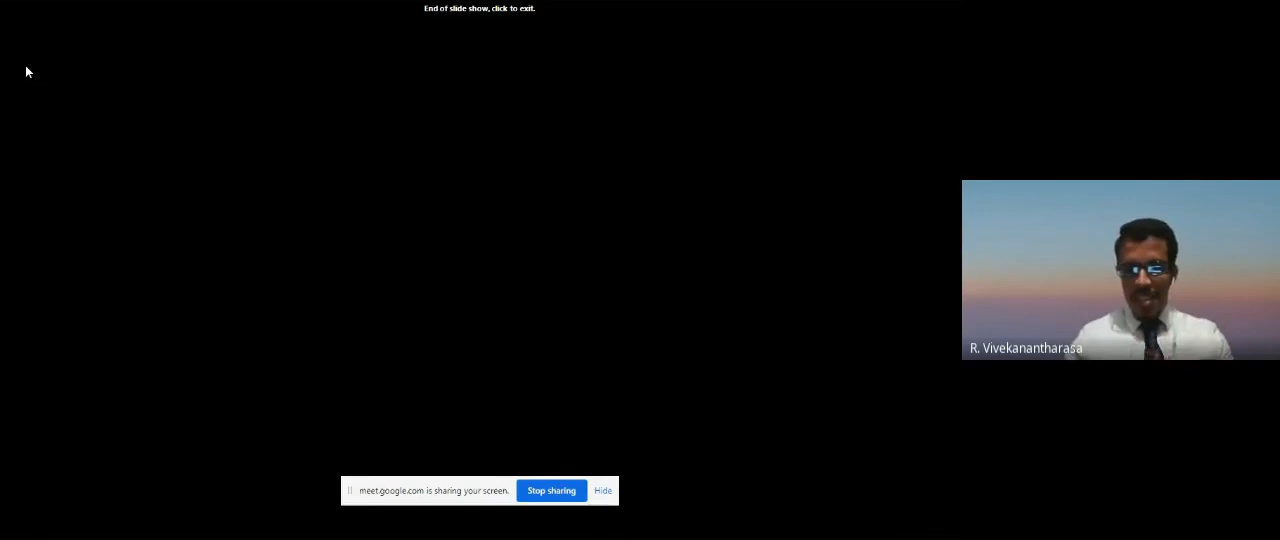 End of slide show, click to exit.
R. Vivekanantharasa
meet.google.com is sharing your screen. Stop sharing Hide